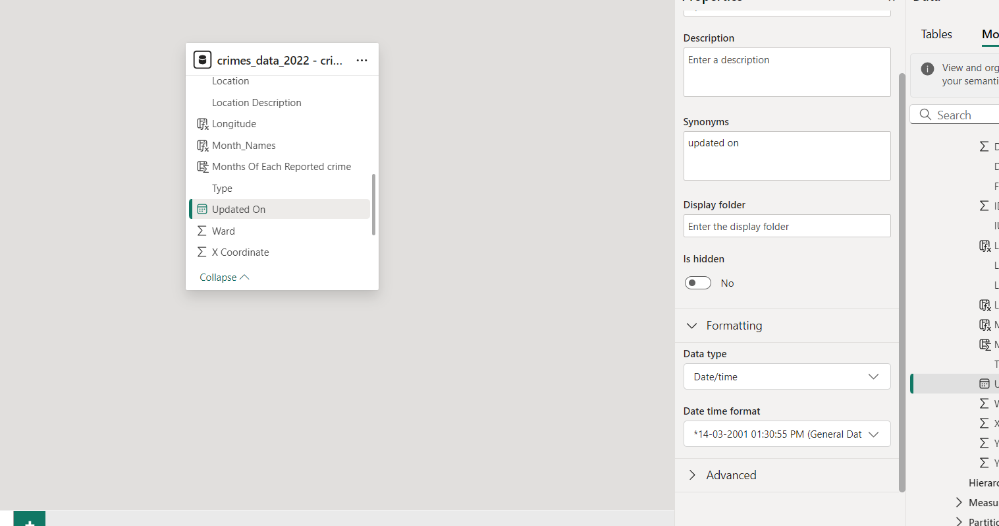 crimes_data_2022 - cri...
Location
Location Description
Longitude
Month_Names
Months Of Each Reported crime
Type
Updated On
Ward
X Coordinate
Collapse
Description
Enter a description
Synonyms
updated on
Display folder
Enter the display folder
Is hidden
No
Formatting
Data type
Date/time
Date time format
*14-03-2001 01:30:55 PM (General Dat
Advanced
Tables
Mo
View and org
your semanti
Search
D
D
F
ID
L
L
L
L
M
M
T
U
W
X
Y
Y
Hierarc
Measu
Partitic